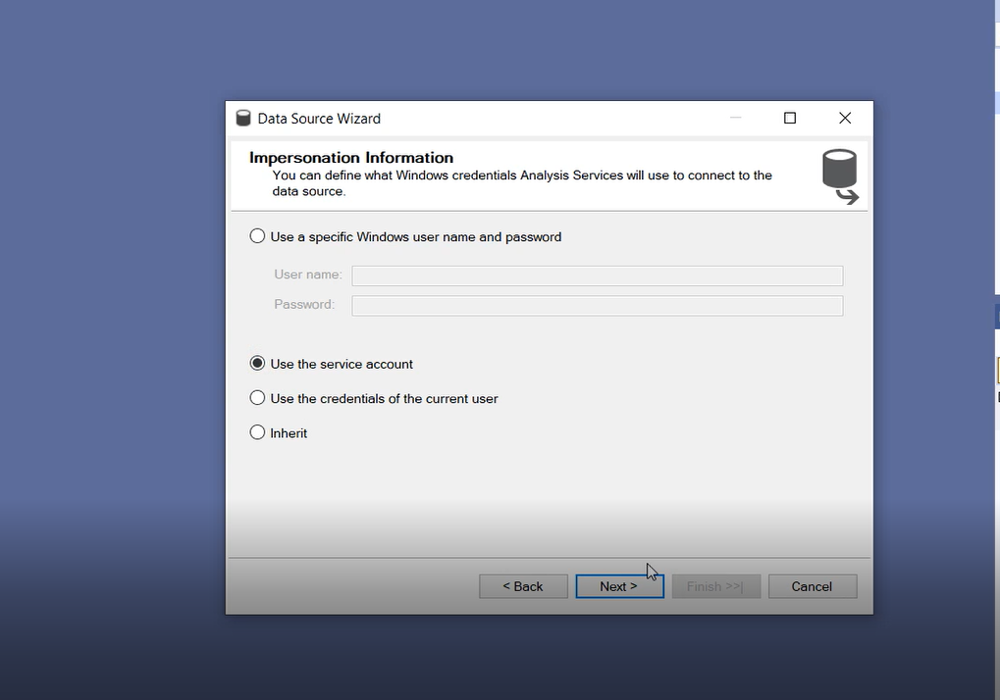 Data Source Wizard
Impersonation Information
You can define what Windows credentials Analysis Services will use to connect to the
data source.
Use a specific Windows user name and password
User name:
Password:
Use the service account
Use the credentials of the current user
Inherit
< Back
Next >
Finish >>|
Cancel